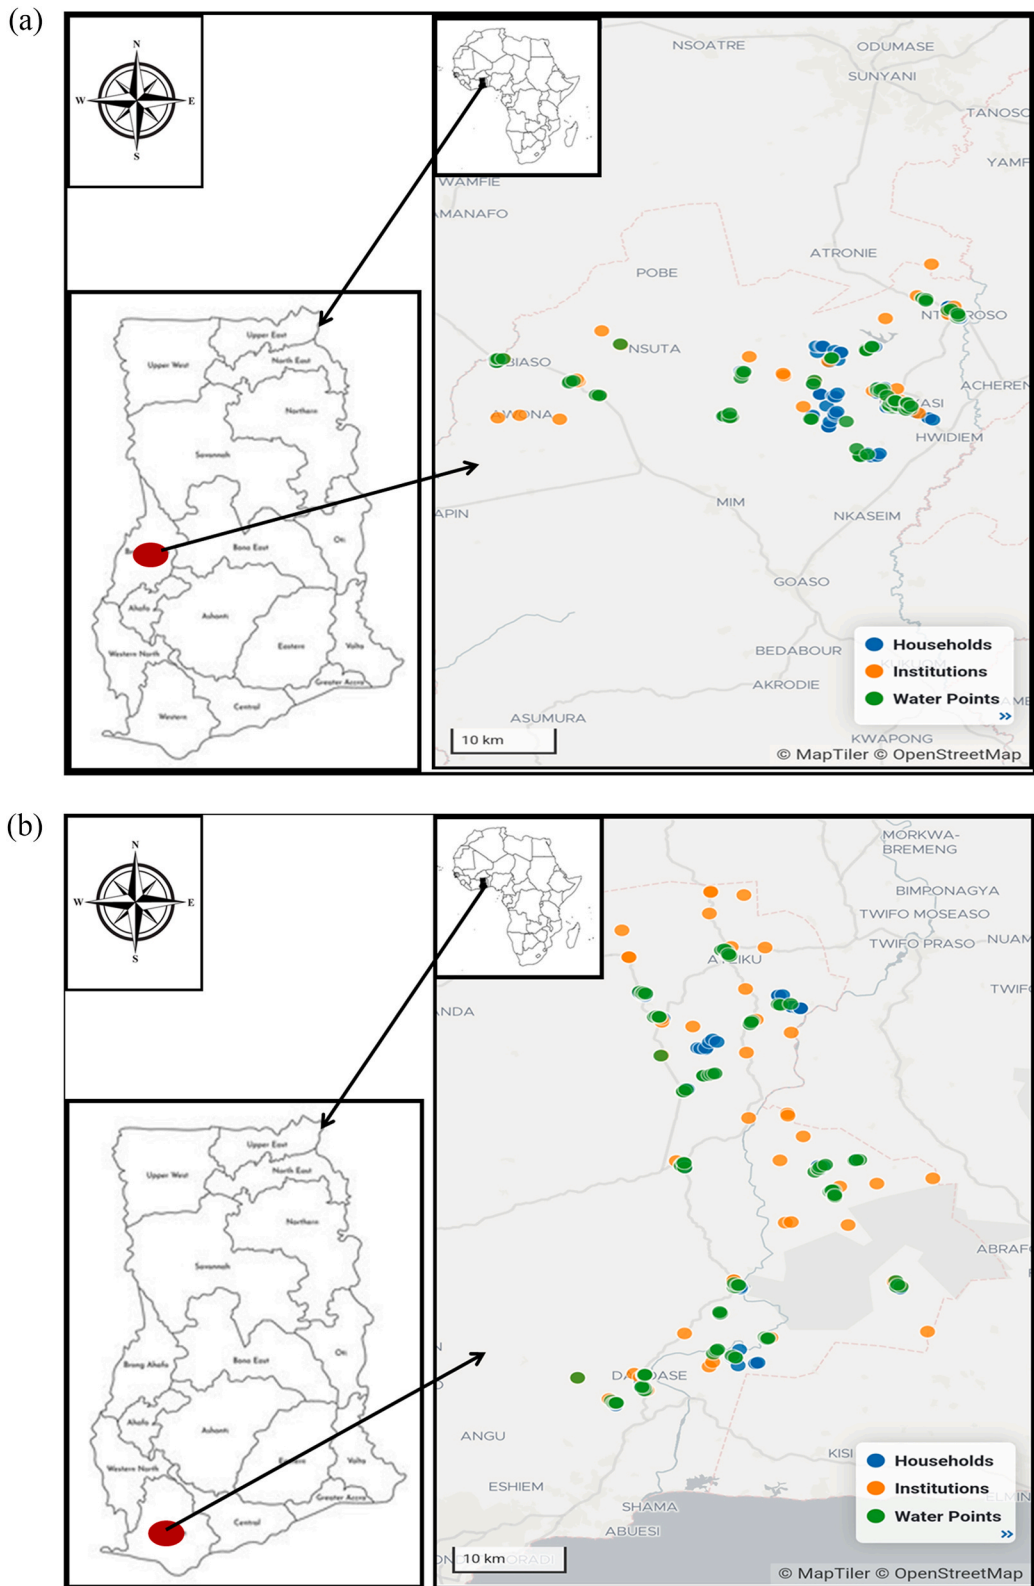 (a)
N
W
E
S
NSOATRE
ODUMASE
SUNYANI
TANOSO
YAMF
WAMFIE
AMANAFO
ATRONIE
POBE
NSUTA
BIASO
ACHEREN
AWONA
HWIDIEM
MIM
NKASEIM
APIN
GOASO
BEDABOUR
AKRODIE
ASUMURA
KWAPONG
Households
Institutions
Water Points
»
10 km
© MapTiler © OpenStreetMap
Upper East
Upper West
North East
Northern
Savannah
Bono East
Oti
Ahafo
Ashanti
Eastern
Volta
Western North
Greater Accra
Central
Western
(b)
N
W
E
S
MORKWA-
BREMENG
BIMPONAGYA
TWIFO MOSEASO
TWIFO PRASO
NUAM
TWIFO
ANDA
ABRAFO
ANGU
KISI
ESHIEM
SHAMA
ABUESI
Households
Institutions
Water Points
»
10 km
© MapTiler © OpenStreetMap
Upper East
Upper West
North East
Northern
Savannah
Brong Ahafo
Bono East
Oti
Ahafo
Ashanti
Volta
Western North
Greater Accra
Central